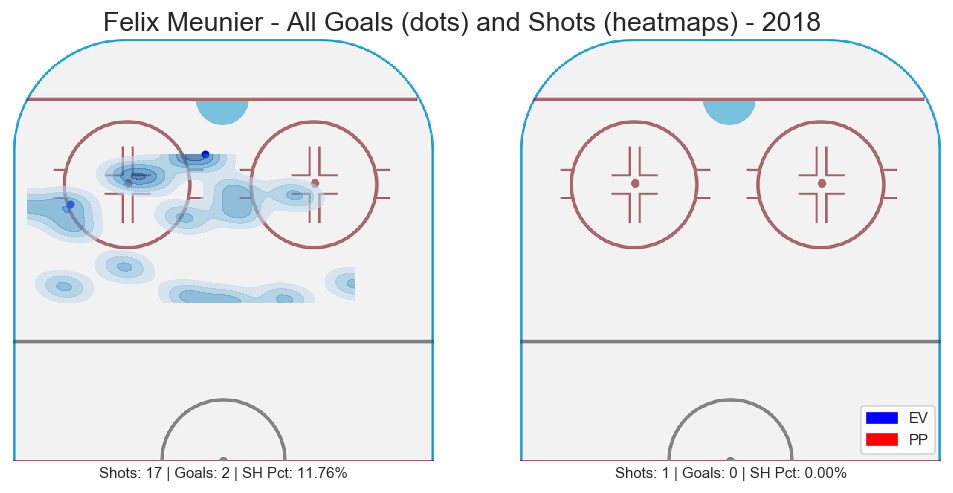 Felix Meunier - All Goals (dots) and Shots (heatmaps) - 2018
EV
PP
Shots: 17 | Goals: 2 | SH Pct: 11.76%
Shots: 1 | Goals: 0 | SH Pct: 0.00%